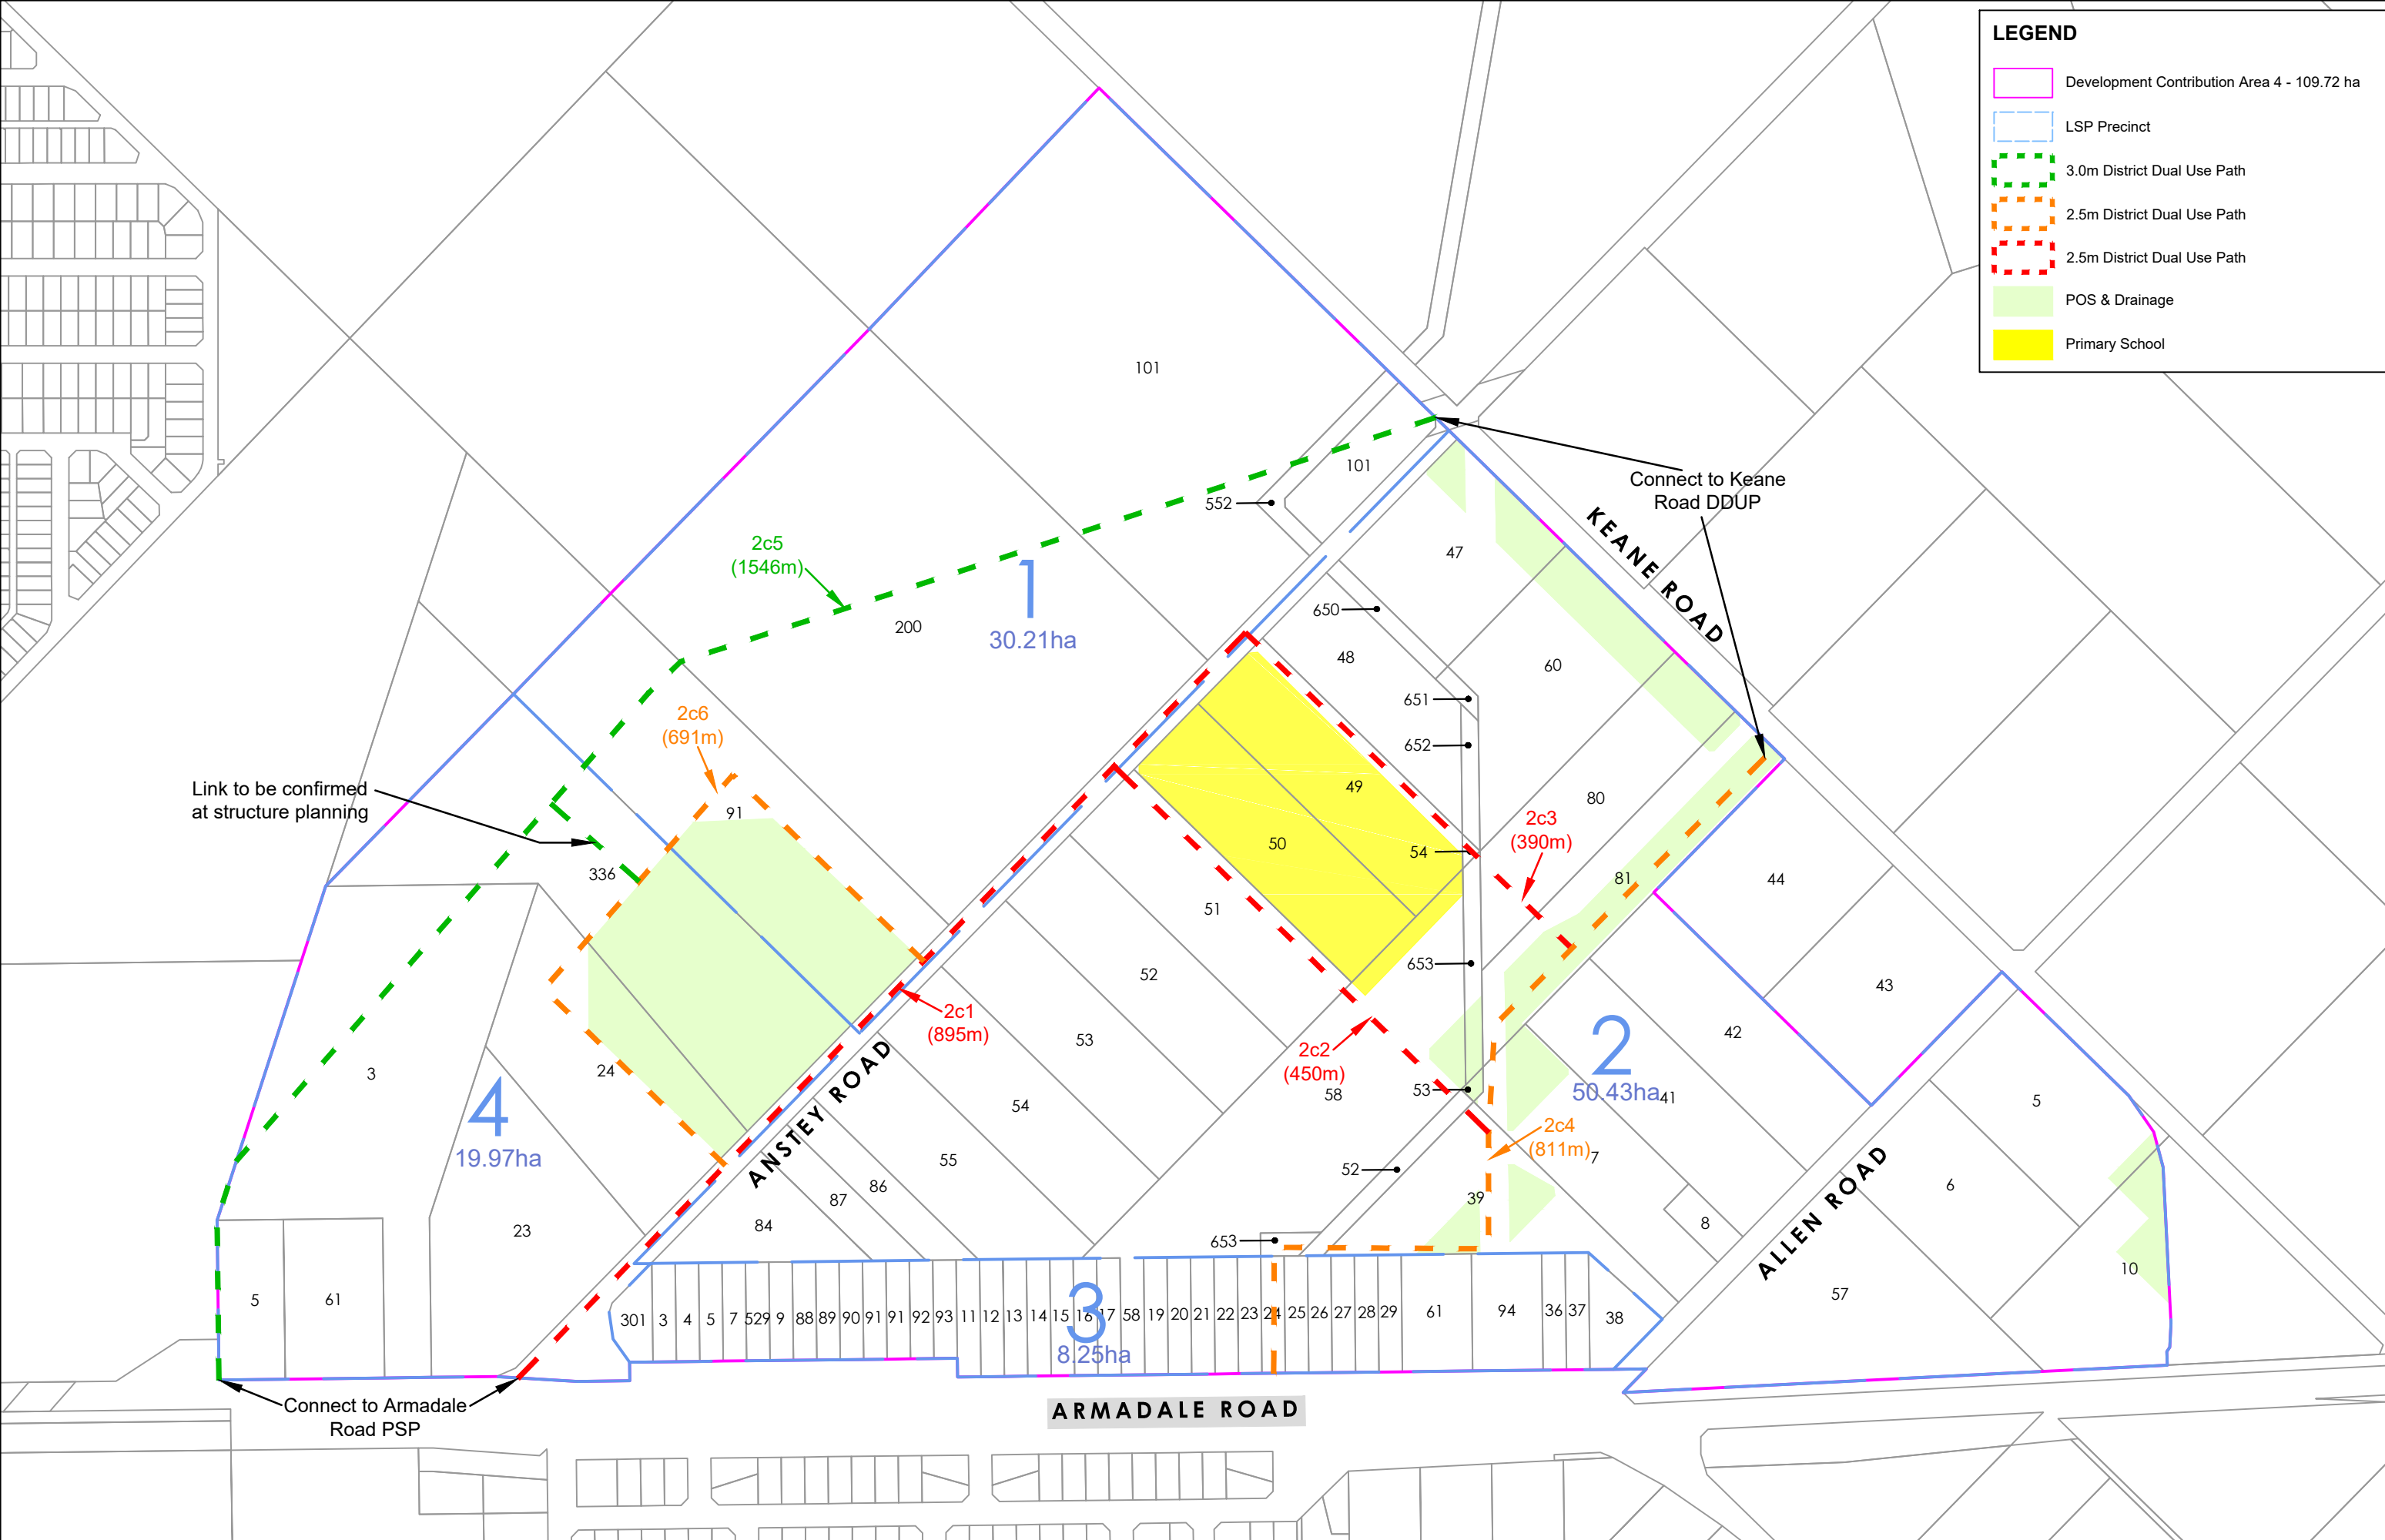 LEGEND
Development Contribution Area 4 - 109.72 ha
LSP Precinct
3.0m District Dual Use Path
2.5m District Dual Use Path
2.5m District Dual Use Path
POS & Drainage
Primary School
101
101
552
Connect to Keane
Road DDUP
KEANE ROAD
47
2c5
(1546m)
1
30.21ha
200
650
48
60
651
652
2c6
(691m)
Link to be confirmed
at structure planning
91
336
49
50
54
80
2c3
(390m)
81
44
51
52
653
43
53
2c1
(895m)
42
2
50.43ha
41
2c2
(450m)
58
53
3
24
4
19.97ha
ANSTEY ROAD
54
5
2c4
(811m)
7
52
55
86
87
84
39
6
ALLEN ROAD
8
23
653
10
57
5
61
301 3 4 5 7 529 9 88 89 90 91 91 92 93 11 12 13 14 15 16 17 58 19 20 21 22 23 24 25 26 27 28 29 61 94 36 37 38
3
8.25ha
Connect to Armadale
Road PSP
ARMADALE ROAD